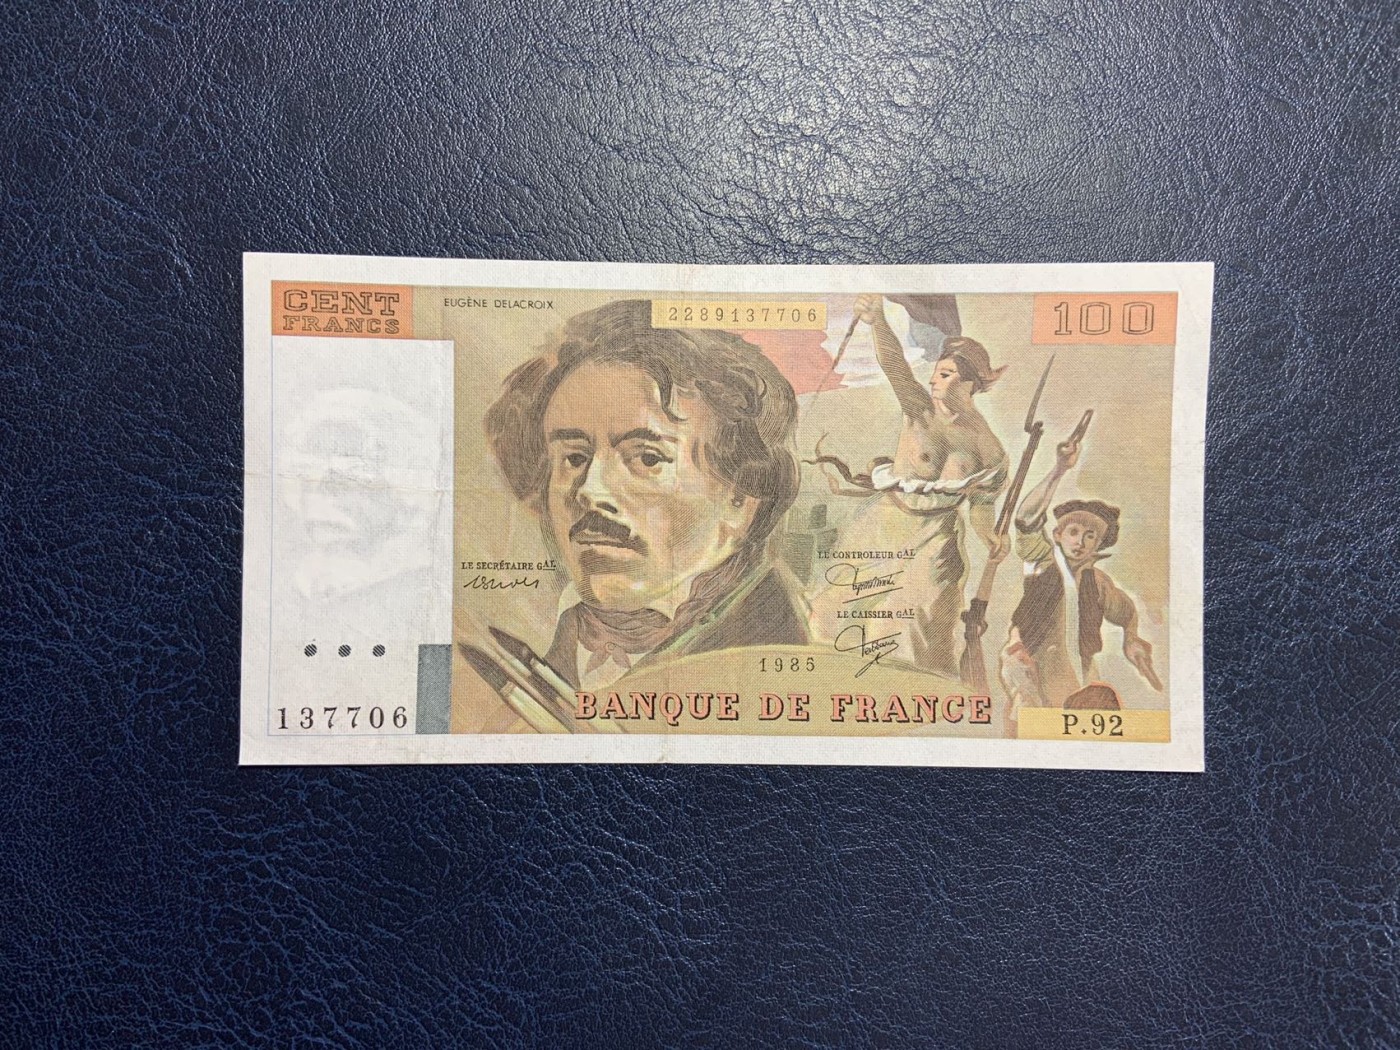 CENT
FRANCS
EUGÈNE DELACROIX
2289137706
100
LE CONTROLEUR GAL
LE SECRÉTAIRE GAL
LE CAISSIER GAL
1985
BANQUE DE FRANCE
137706
P.92